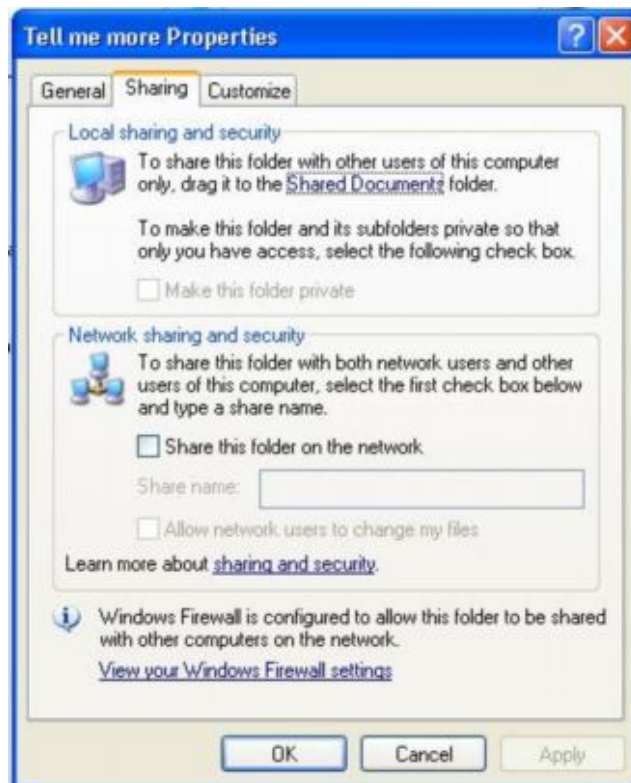 Tell me more Properties
General Sharing Customize
Local sharing and security
To share this folder with other users of this computer
only, drag it to the Shared Documents folder.
To make this folder and its subfolders private so that
only you have access, select the following check box.
Make this folder private
Network sharing and security
To share this folder with both network users and other
users of this computer, select the first check box below
and type a share name.
Share this folder on the network
Share name:
Allow network users to change my files
Learn more about sharing and security.
Windows Firewall is configured to allow this folder to be shared
with other computers on the network.
View your Windows Firewall settings
OK Cancel Apply